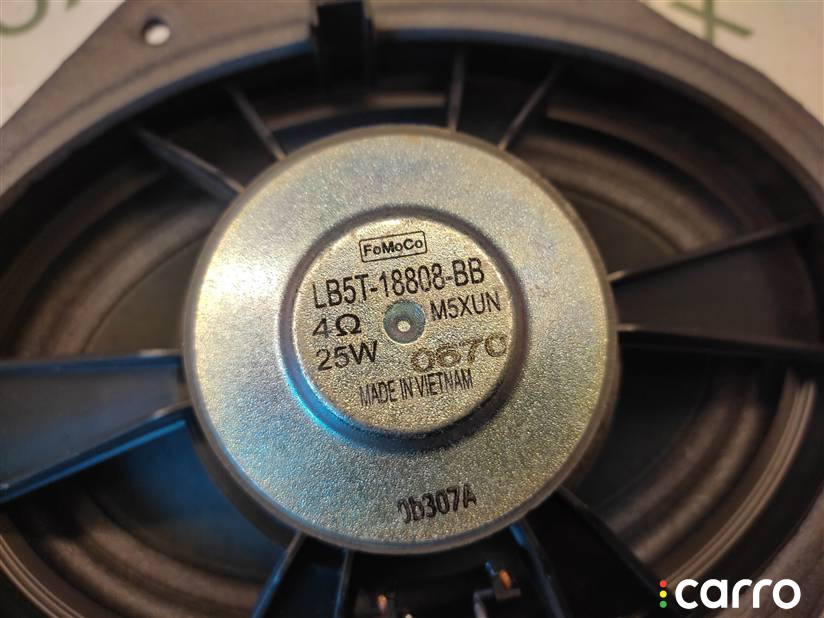 FoMoCo
LB5T-18808-BB
4Ω M5XUN
25W 0670
MADE IN VIETNAM
0b307A
carro